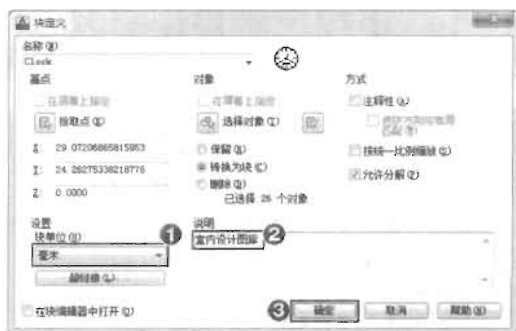 块定义
名称(N)
Clock
基点
在屏幕上指定
拾取点(K)
X: 29.07206865815953
Y: 24.26275338218776
Z: 0.0000
对象
在屏幕上指定
选择对象(T)
保留(R)
转换为块(C)
删除(D)
已选择 26 个对象
方式
注释性(A)
按统一比例缩放(S)
允许分解(P)
设置
块单位(U)
毫米
1
超链接(L)
说明
室内设计图库
2
在块编辑器中打开(O)
3
确定
取消
帮助(H)